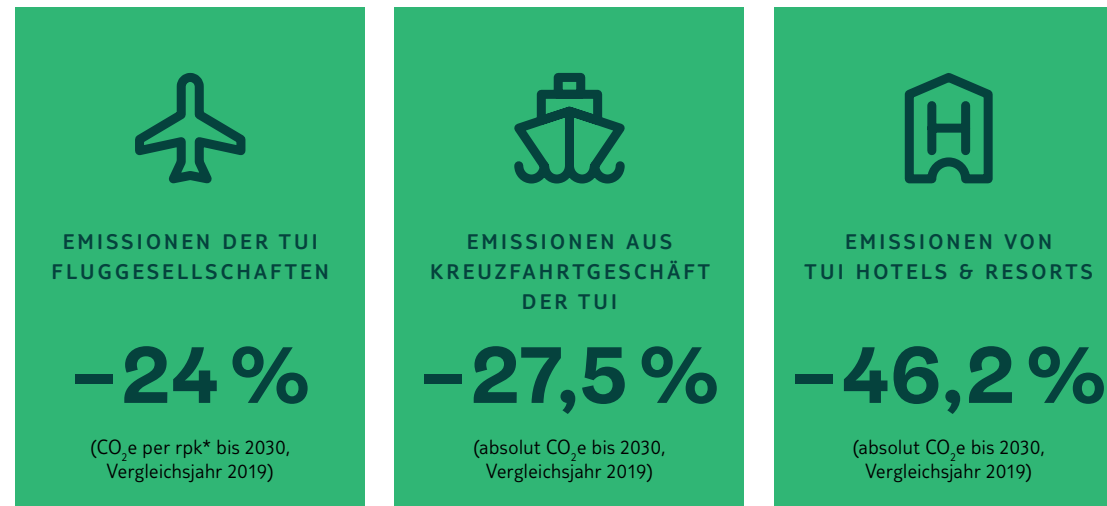 EMISSIONEN DER TUI
FLUGGESELLSCHAFTEN
–24 %
(CO₂e per rpk* bis 2030,
Vergleichsjahr 2019)
EMISSIONEN AUS
KREUZFAHRTGESCHÄFT
DER TUI
–27,5 %
(absolut CO₂e bis 2030,
Vergleichsjahr 2019)
H
EMISSIONEN VON
TUI HOTELS & RESORTS
–46,2 %
(absolut CO₂e bis 2030,
Vergleichsjahr 2019)